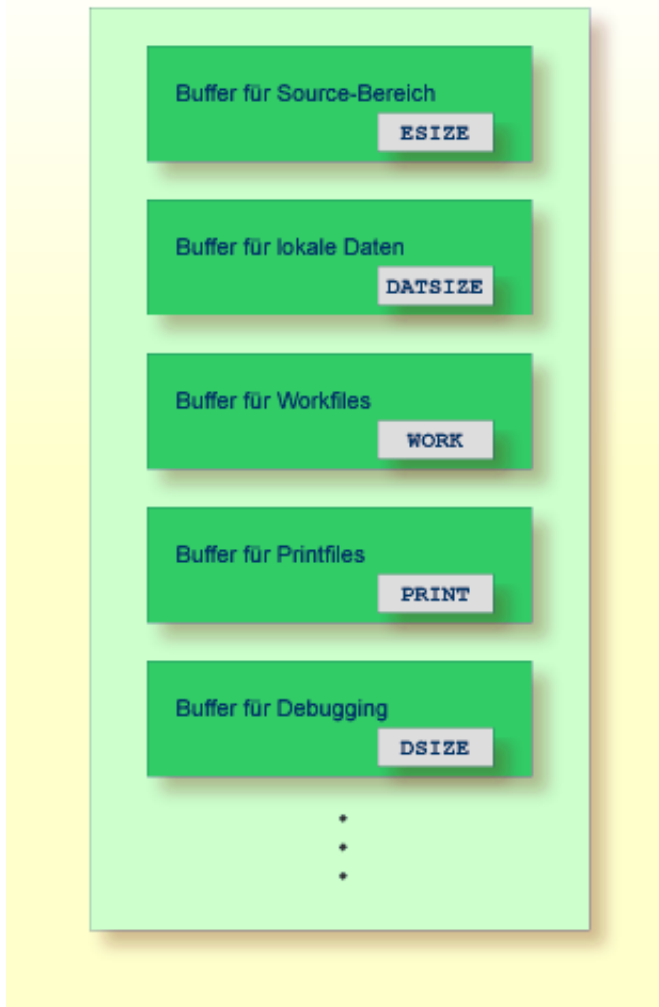 Buffer für Source-Bereich
ESIZE
Buffer für lokale Daten
DATSIZE
Buffer für Workfiles
WORK
Buffer für Printfiles
PRINT
Buffer für Debugging
DSIZE